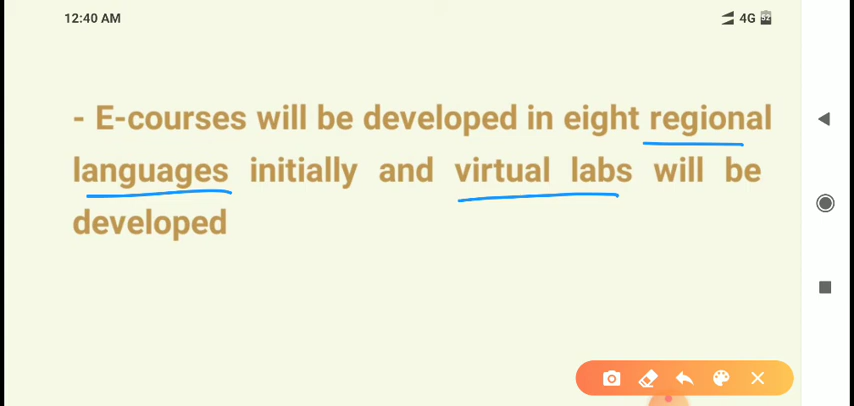 12:40 AM
4G 92
- E-courses will be developed in eight regional
languages initially and virtual labs will be
developed